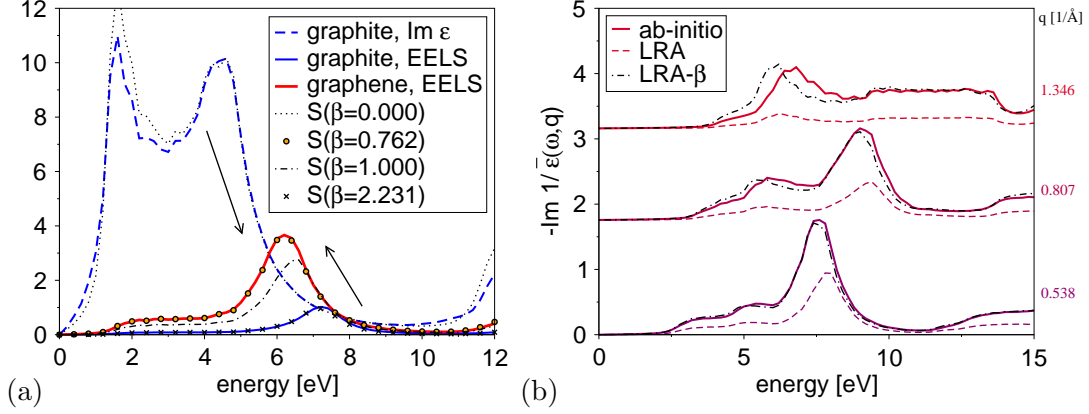 12
10
8
6
4
2
0
0 2 4 6 8 10 12
energy [eV]
(a)
graphite, Im ε
graphite, EELS
graphene, EELS
S(β=0.000)
S(β=0.762)
S(β=1.000)
S(β=2.231)
-Im 1/ ε̄(ω,q)
5
4
3
2
1
0
0 5 10 15
energy [eV]
(b)
ab-initio
LRA
LRA-β
q [1/Å]
1.346
0.807
0.538